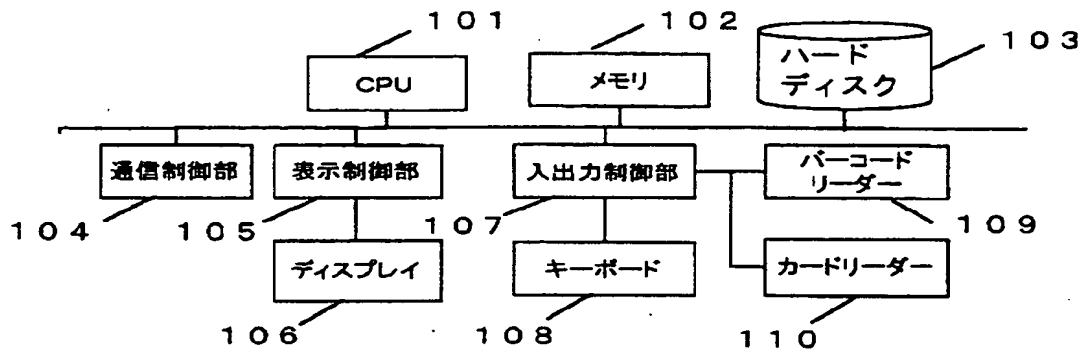 101
102
103
CPU
メモリ
ハード
ディスク
通信制御部
表示制御部
入出力制御部
バーコード
リーダー
104
105
107
109
ディスプレイ
キーボード
カードリーダー
106
108
110